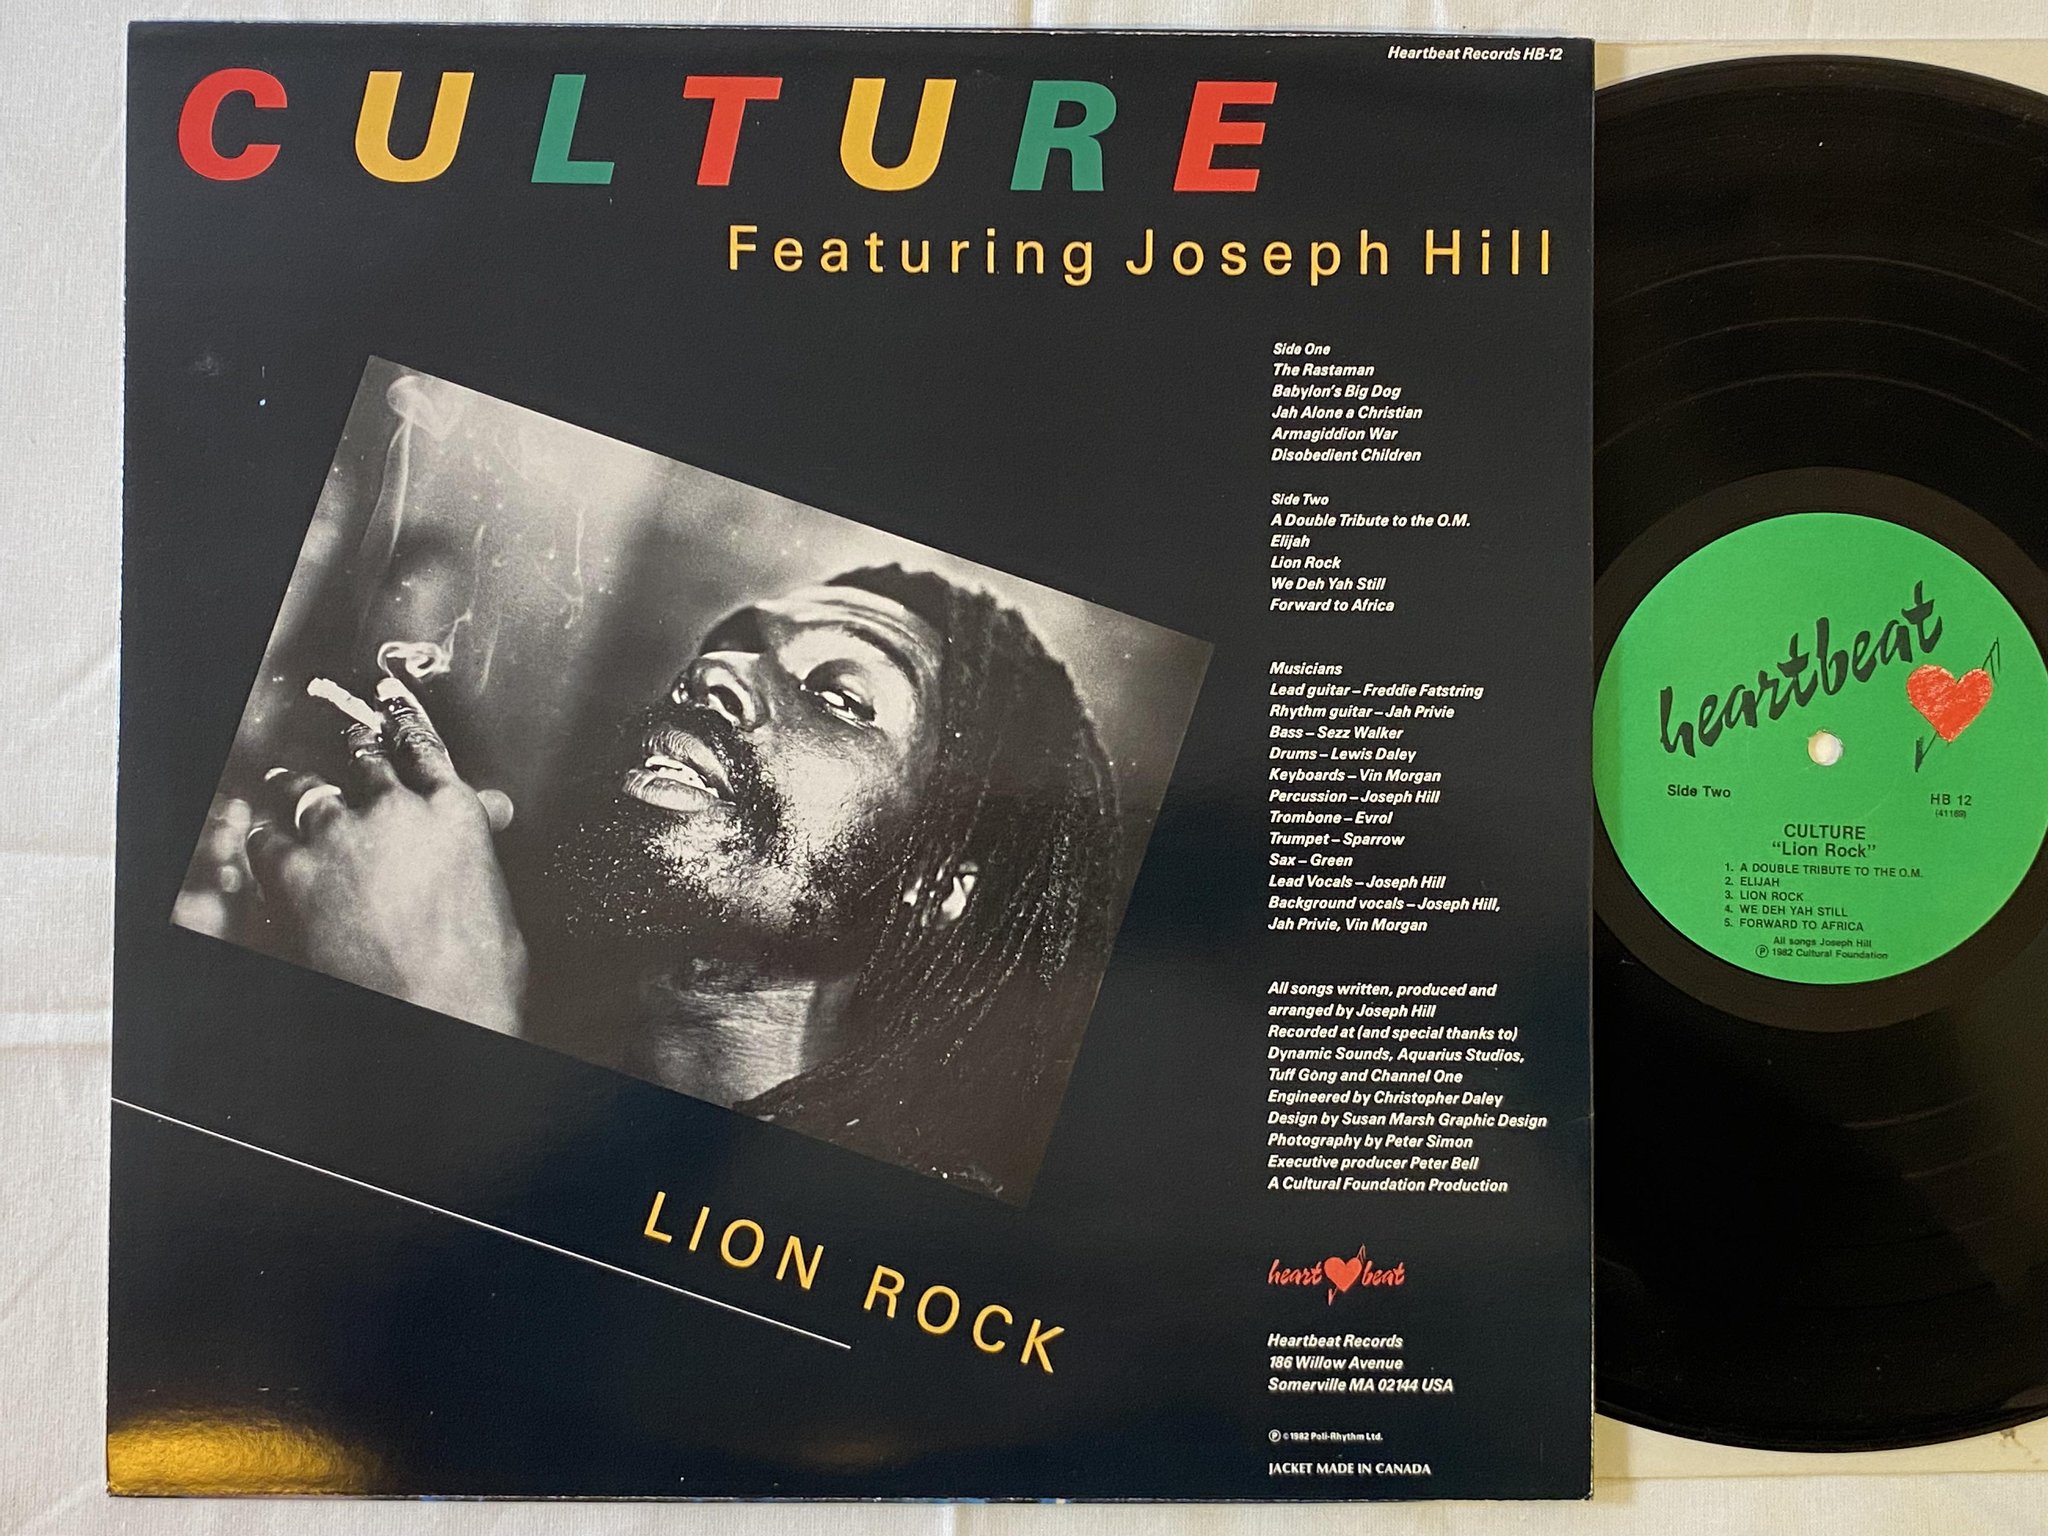 Heartbeat Records HB-12
CULTURE
Featuring Joseph Hill
Side One
The Rastaman
Babylon's Big Dog
Jah Alone a Christian
Armagiddion War
Disobedient Children
Side Two
A Double Tribute to the O.M.
Elijah
Lion Rock
We Deh Yah Still
Forward to Africa
Musicians
Lead guitar – Freddie Fatstring
Rhythm guitar – Jah Privie
Bass – Sezz Walker
Drums – Lewis Daley
Keyboards – Vin Morgan
Percussion – Joseph Hill
Trombone – Evrol
Trumpet – Sparrow
Sax – Green
Lead Vocals – Joseph Hill
Background vocals – Joseph Hill,
Jah Privie, Vin Morgan
All songs written, produced and
arranged by Joseph Hill
Recorded at (and special thanks to)
Dynamic Sounds, Aquarius Studios,
Tuff Gong and Channel One
Engineered by Christopher Daley
Design by Susan Marsh Graphic Design
Photography by Peter Simon
Executive producer Peter Bell
A Cultural Foundation Production
LION ROCK
heart beat
Heartbeat Records
186 Willow Avenue
Somerville MA 02144 USA
℗ © 1982 Poli-Rhythm Ltd.
JACKET MADE IN CANADA
heartbeat
Side Two
HB 12
(41169)
CULTURE
"Lion Rock"
1. A DOUBLE TRIBUTE TO THE O.M.
2. ELIJAH
3. LION ROCK
4. WE DEH YAH STILL
5. FORWARD TO AFRICA
All songs Joseph Hill
℗ 1982 Cultural Foundation